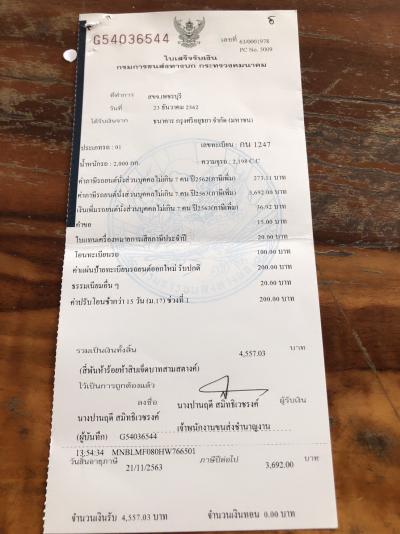 G54036544
เลขที่ 63/0001978
PC No. 3009
ใบเสร็จรับเงิน
กรมการขนส่งทางบก กระทรวงคมนาคม
ที่ทำการ สขจ.เพชรบุรี
วันที่ 23 ธันวาคม 2562
ได้รับเงินจาก ธนาคาร กรุงศรีอยุธยา จำกัด (มหาชน)
ประเภทรถ : 01 เลขทะเบียน : กน 1247
น้ำหนักรถ : 2,000 กก. ความจุรถ : 2,198 C.C
ค่าภาษีรถยนต์นั่งส่วนบุคคลไม่เกิน 7 คน ปี2562(ภาษีเพิ่ม) 273.11 บาท
ค่าภาษีรถยนต์นั่งส่วนบุคคลไม่เกิน 7 คน ปี2563(ภาษีเพิ่ม) 3,692.00 บาท
เงินเพิ่มรถยนต์นั่งส่วนบุคคลไม่เกิน 7 คน ปี2563(ภาษีเพิ่ม) 36.92 บาท
ค่าขอ 15.00 บาท
ใบแทนเครื่องหมายการเสียภาษีประจำปี 20.00 บาท
โอนทะเบียนรถ 100.00 บาท
ค่าแผ่นป้ายทะเบียนรถยนต์ออกใหม่ รับปกติ 200.00 บาท
ธรรมเนียมอื่น ๆ 20.00 บาท
ค่าปรับโอนช้ากว่า 15 วัน (ม.17) ช่วงที่ 1 200.00 บาท
รวมเป็นเงินทั้งสิ้น 4,557.03 บาท
(สี่พันห้าร้อยห้าสิบเจ็ดบาทสามสตางค์)
ไว้เป็นการถูกต้องแล้ว
ลงชื่อ นางปานฤดี สมิทธิเวชรงค์ ผู้รับเงิน
นางปานฤดี สมิทธิเวชรงค์ เจ้าพนักงานขนส่งชำนาญงาน
(ผู้บันทึก) G54036544
13:54:34 MNBLMF080HW766501
วันสิ้นอายุภาษี 21/11/2563 ภาษีปีต่อไป 3,692.00 บาท
จำนวนเงินรับ 4,557.03 บาท จำนวนเงินทอน 0.00 บาท